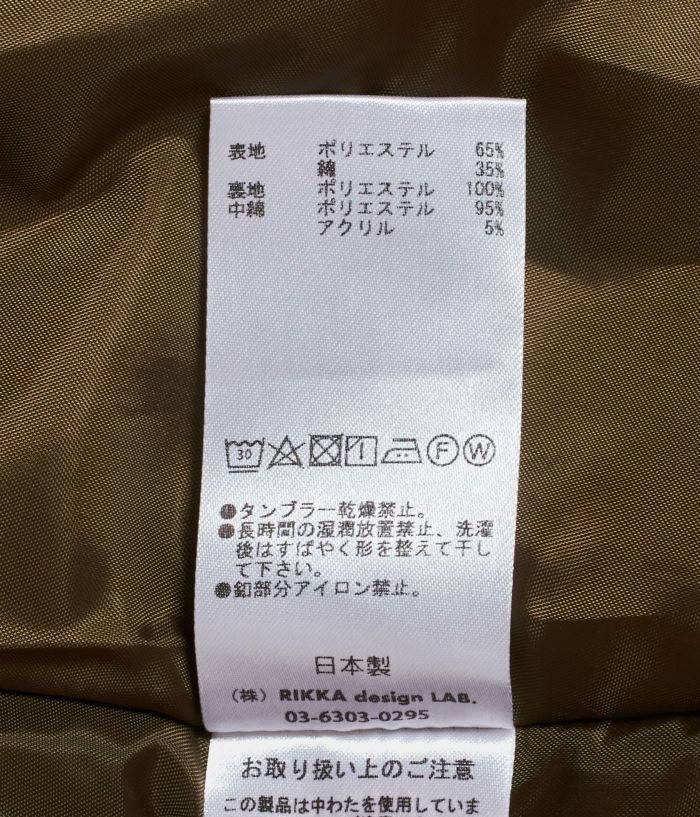 表地 ポリエステル 65%
綿 35%
裏地 ポリエステル 100%
中綿 ポリエステル 95%
アクリル 5%
30 F W
●タンブラー乾燥禁止。
●長時間の湿潤放置禁止、洗濯
後はすばやく形を整えて干し
て下さい。
●釦部分アイロン禁止。
日本製
(株) RIKKA design LAB.
03-6303-0295
お取り扱い上のご注意
この製品は中わたを使用していま